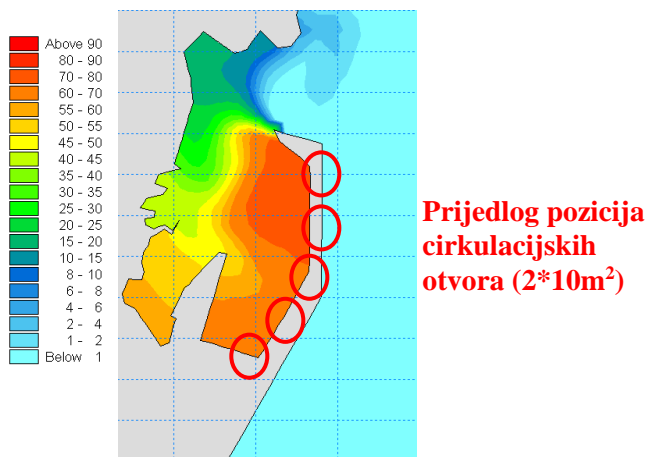 Above 90
80 - 90
70 - 80
60 - 70
55 - 60
50 - 55
45 - 50
40 - 45
35 - 40
30 - 35
25 - 30
20 - 25
15 - 20
10 - 15
8 - 10
6 - 8
4 - 6
2 - 4
1 - 2
Below 1
Prijedlog pozicija
cirkulacijskih
otvora (2*10m²)